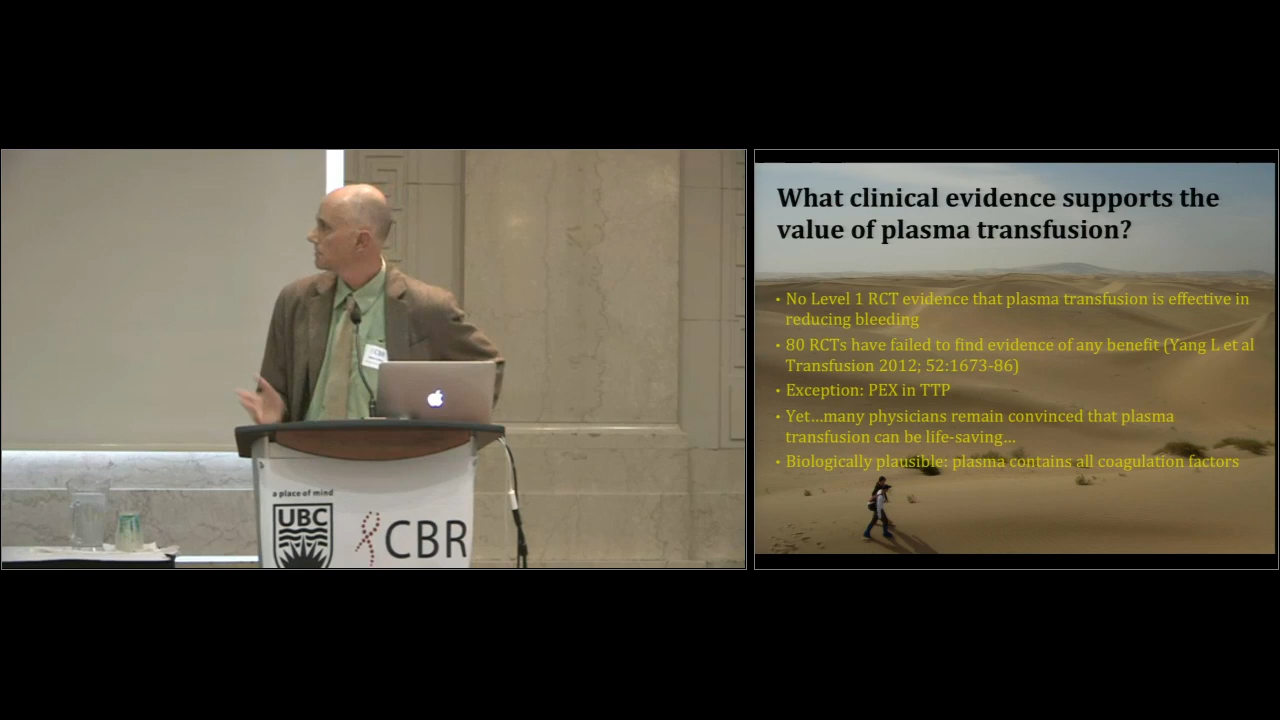 What clinical evidence supports the
value of plasma transfusion?
• No Level 1 RCT evidence that plasma transfusion is effective in
reducing bleeding
• 80 RCTs have failed to find evidence of any benefit (Yang L et al
Transfusion 2012; 52:1673-86)
• Exception: PEX in TTP
• Yet…many physicians remain convinced that plasma
transfusion can be life-saving…
• Biologically plausible: plasma contains all coagulation factors
a place of mind
UBC
CBR
CBR